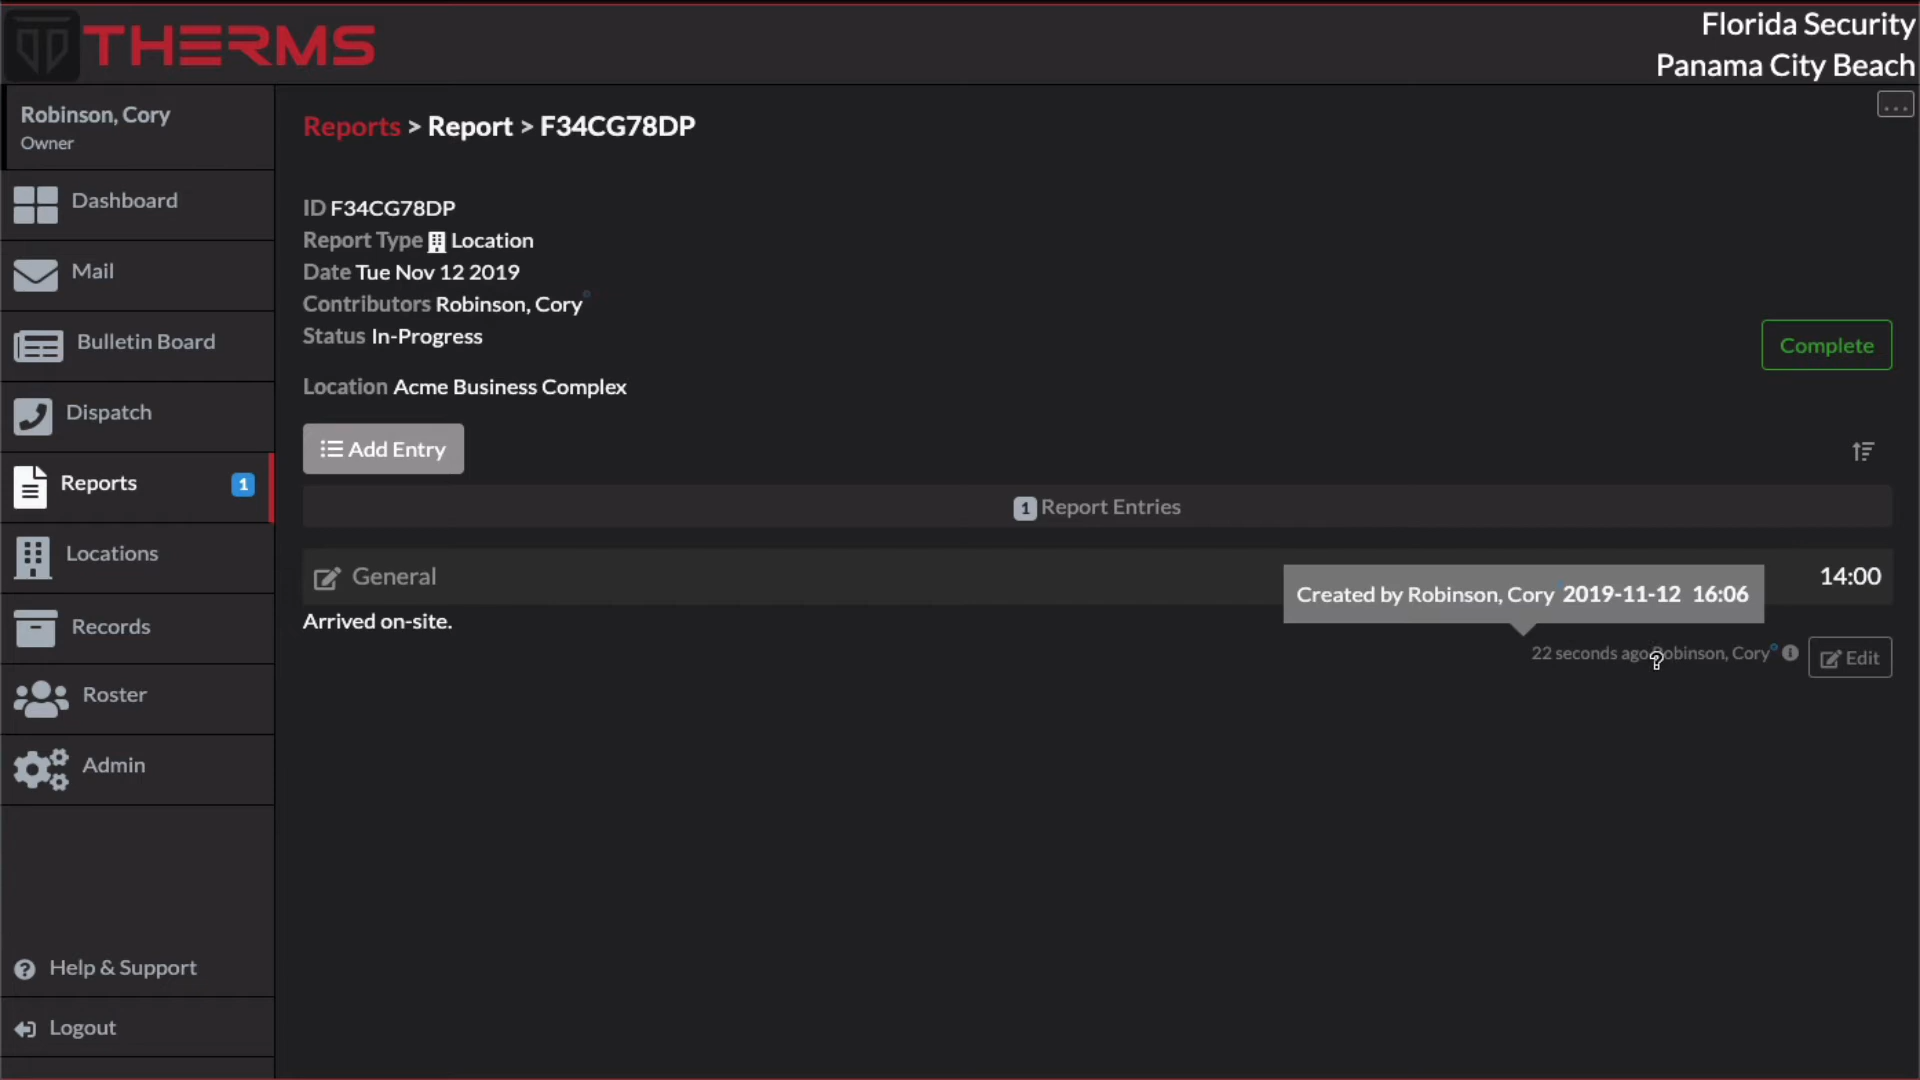 THERMS
Florida Security
Panama City Beach
Robinson, Cory
Owner
Dashboard
Mail
Bulletin Board
Dispatch
Reports 1
Locations
Records
Roster
Admin
Help & Support
Logout
...
Reports > Report > F34CG78DP
ID F34CG78DP
Report Type Location
Date Tue Nov 12 2019
Contributors Robinson, Cory
Status In-Progress
Complete
Location Acme Business Complex
Add Entry
1 Report Entries
General
14:00
Created by Robinson, Cory 2019-11-12 16:06
Arrived on-site.
22 seconds ago Robinson, Cory
Edit